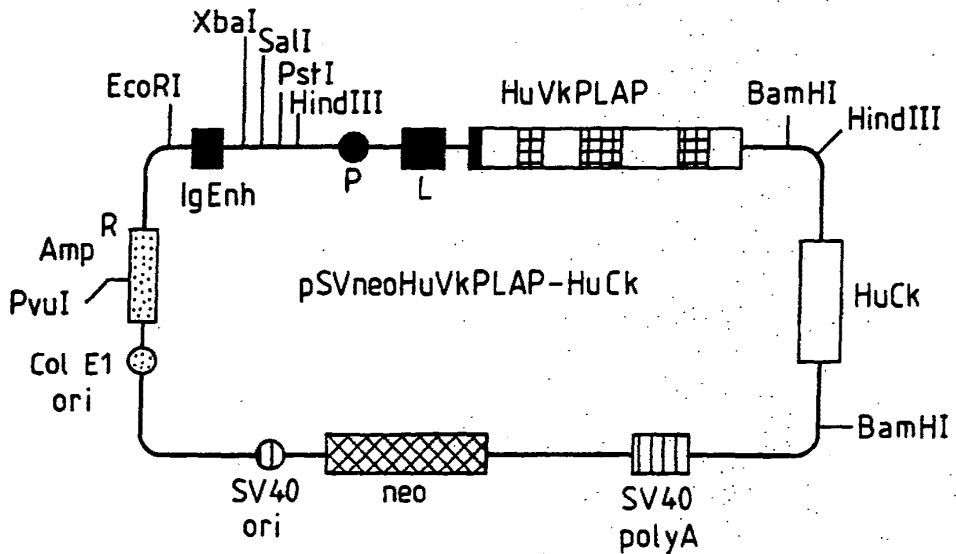 XbaI
SalI
PstI
HindIII
EcoRI
HuVkPLAP
BamHI
HindIII
IgEnh
P
L
Amp R
PvuI
pSVneoHuVkPLAP-HuCk
HuCk
Col E1
ori
BamHI
SV40
ori
neo
SV40
polyA